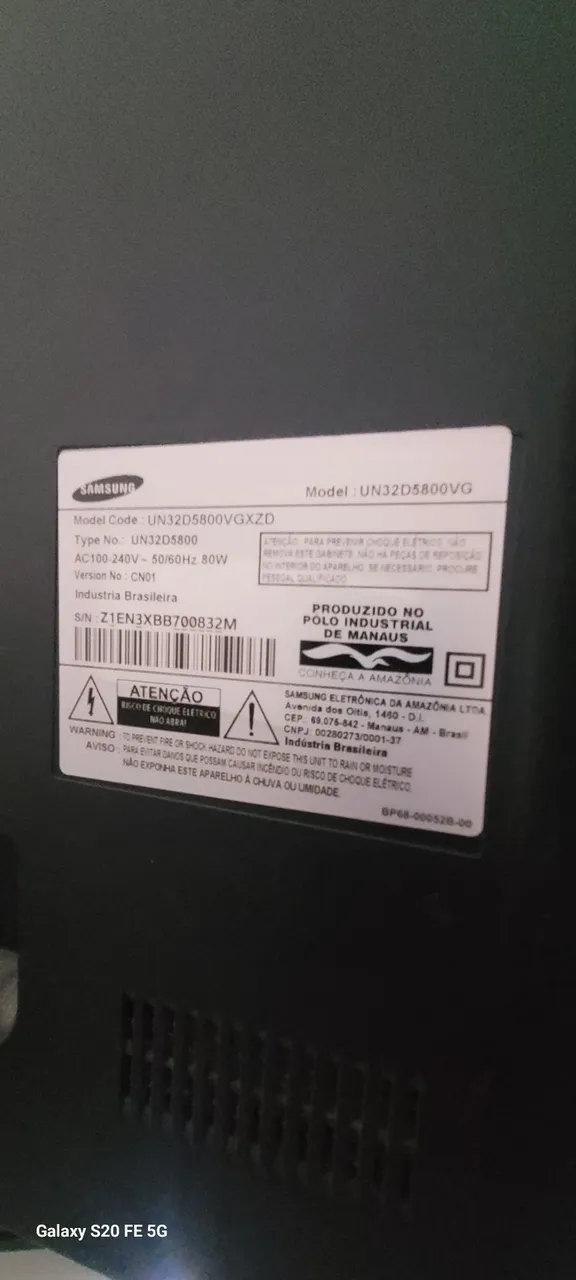 SAMSUNG
Model : UN32D5800VG
Model Code : UN32D5800VGXZD
Type No.: UN32D5800
AC100-240V~ 50/60Hz 80W
Version No : CN01
Industria Brasileira
S/N : Z1EN3XBB700832M
ATENÇÃO: PARA PREVENIR CHOQUE ELÉTRICO, NÃO
REMOVA ESTE GABINETE. NÃO HÁ PEÇAS DE REPOSIÇÃO
NO INTERIOR DO APARELHO. SE NECESSÁRIO, PROCURE
PESSOAL QUALIFICADO.
PRODUZIDO NO
PÓLO INDUSTRIAL
DE MANAUS
CONHEÇA A AMAZÔNIA
ATENÇÃO
RISCO DE CHOQUE ELÉTRICO
NÃO ABRA!
SAMSUNG ELETRÔNICA DA AMAZÔNIA LTDA.
Avenida dos Oitis, 1460 - D.I.
CEP.: 69.075-842 - Manaus - AM - Brasil
CNPJ: 00280273/0001-37
Indústria Brasileira
WARNING : TO PREVENT FIRE OR SHOCK HAZARD DO NOT EXPOSE THIS UNIT TO RAIN OR MOISTURE
AVISO : PARA EVITAR DANOS QUE POSSAM CAUSAR INCÊNDIO OU RISCO DE CHOQUE ELÉTRICO,
NÃO EXPONHA ESTE APARELHO À CHUVA OU UMIDADE.
BP68-00052B-00
Galaxy S20 FE 5G